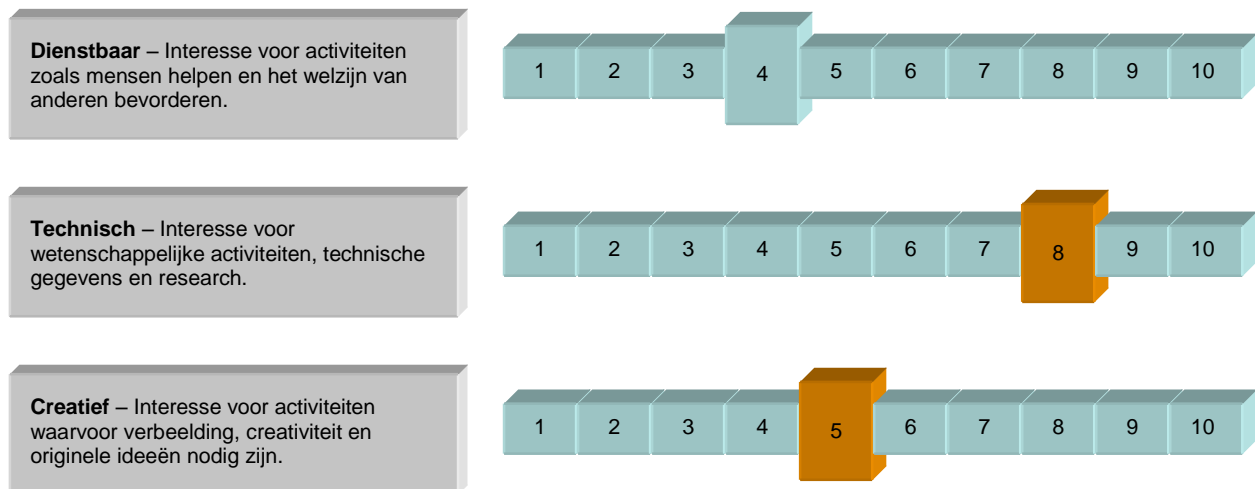 Dienstbaar – Interesse voor activiteiten
zoals mensen helpen en het welzijn van
anderen bevorderen.
1 2 3 4 5 6 7 8 9 10
Technisch – Interesse voor
wetenschappelijke activiteiten, technische
gegevens en research.
1 2 3 4 5 6 7 8 9 10
Creatief – Interesse voor activiteiten
waarvoor verbeelding, creativiteit en
originele ideeën nodig zijn.
1 2 3 4 5 6 7 8 9 10